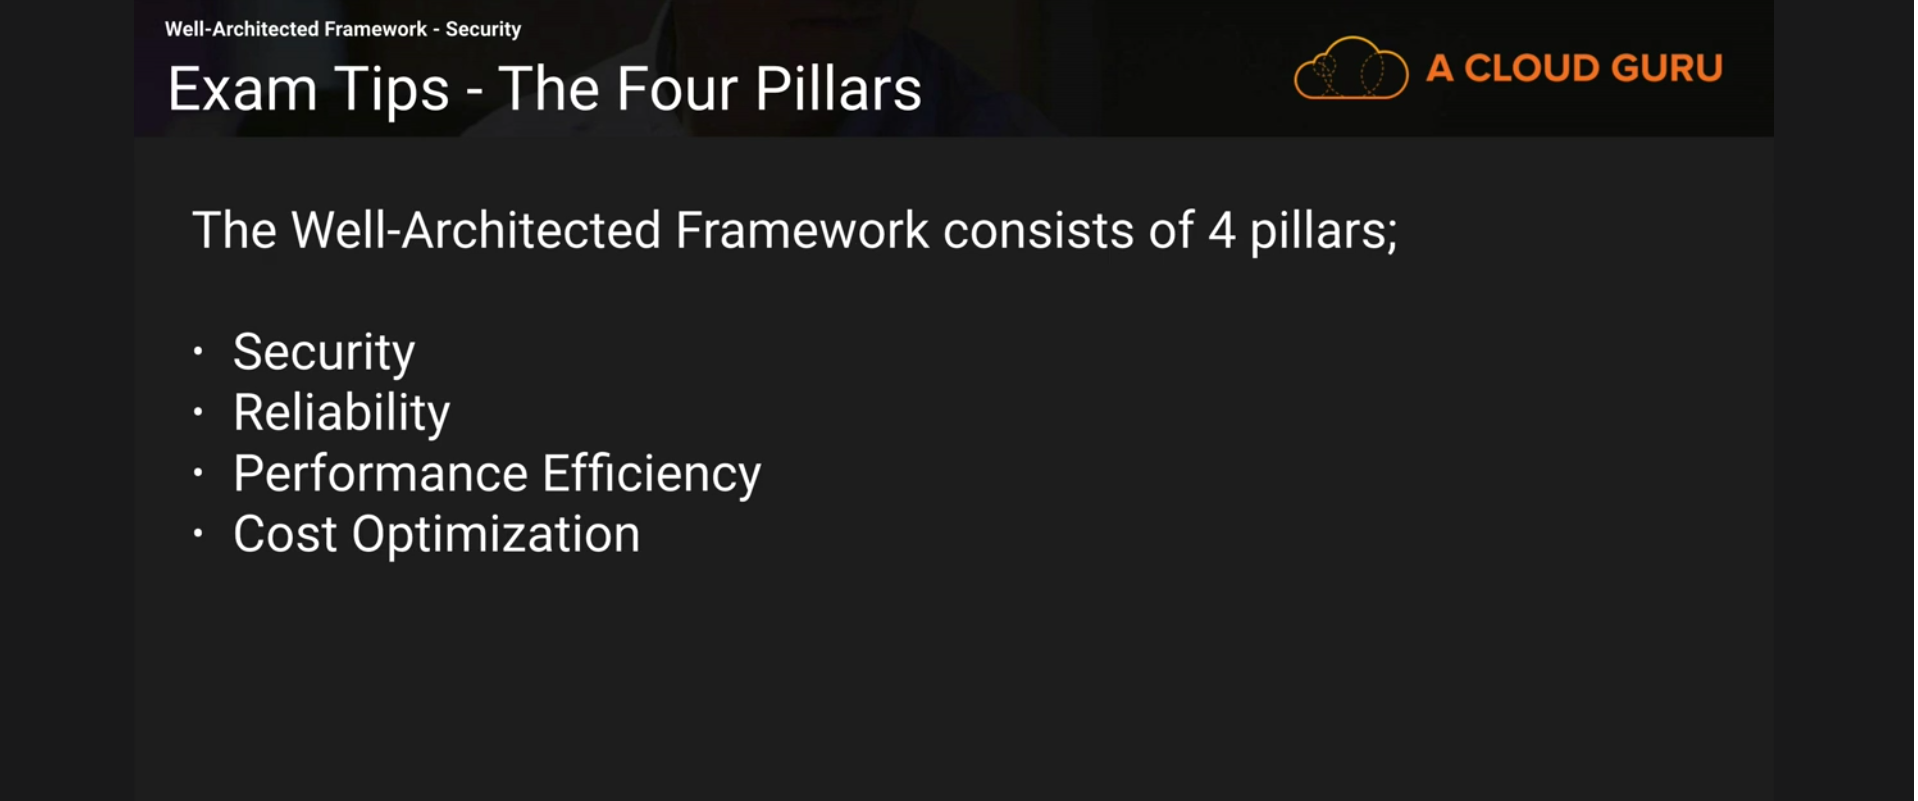 Well-Architected Framework - Security
Exam Tips - The Four Pillars
A CLOUD GURU
The Well-Architected Framework consists of 4 pillars;
• Security
• Reliability
• Performance Efficiency
• Cost Optimization